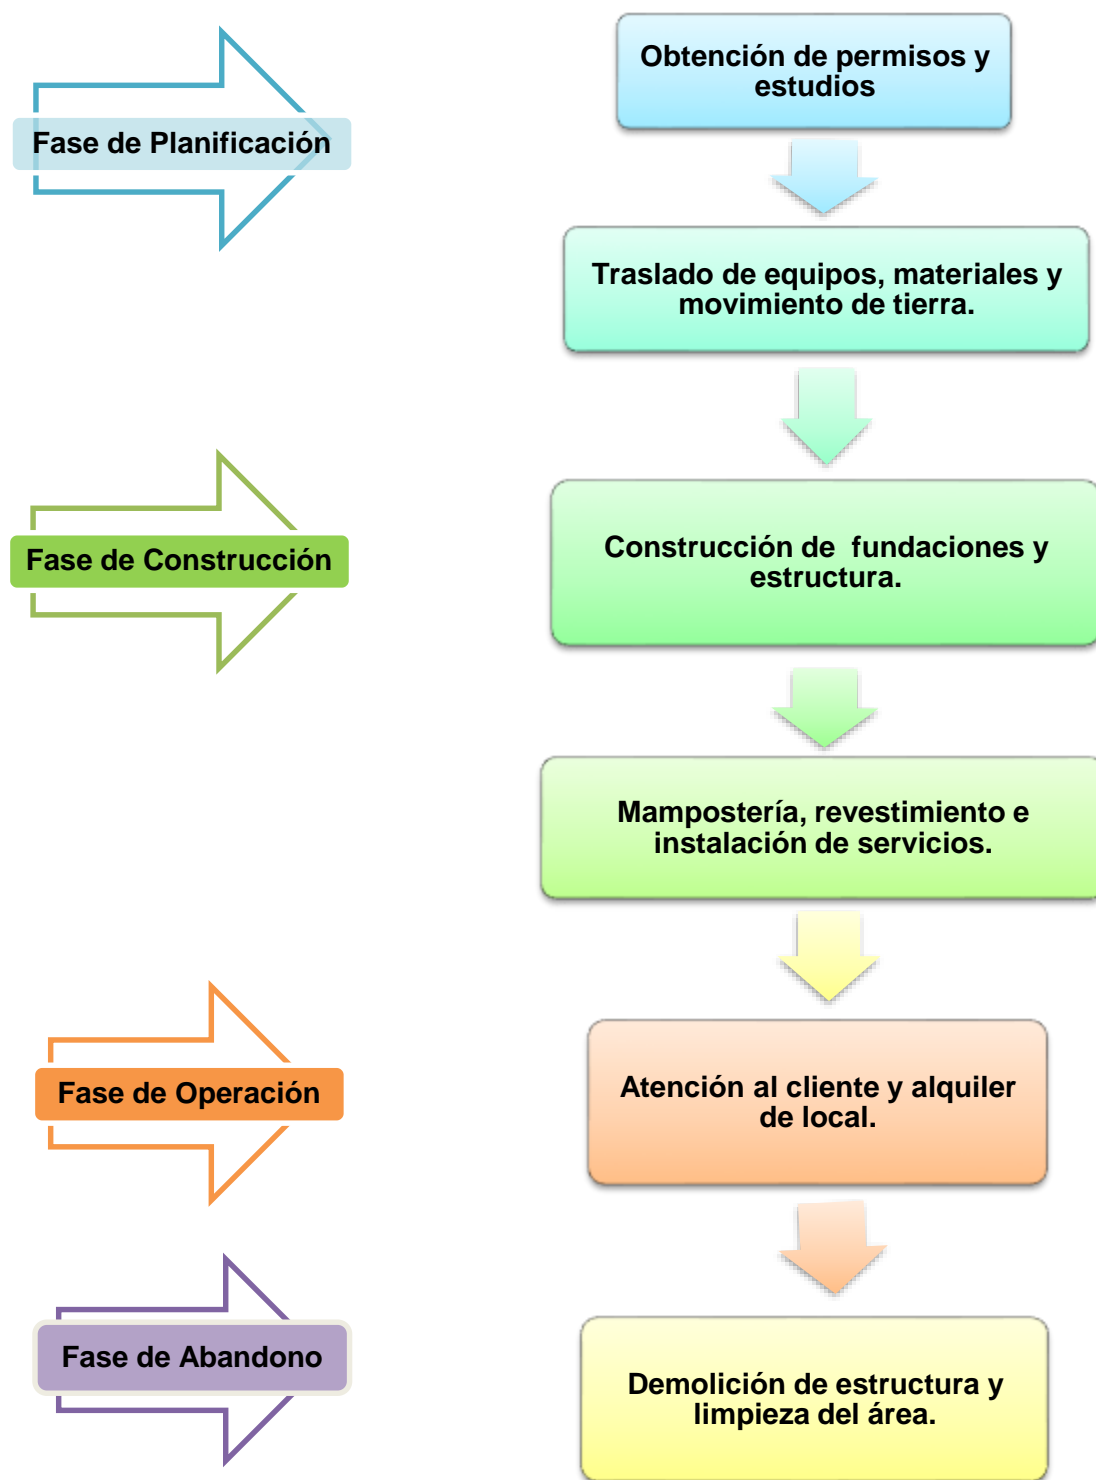 Obtención de permisos y
estudios
Fase de Planificación
Traslado de equipos, materiales y
movimiento de tierra.
Fase de Construcción
Construcción de fundaciones y
estructura.
Mampostería, revestimiento e
instalación de servicios.
Fase de Operación
Atención al cliente y alquiler
de local.
Fase de Abandono
Demolición de estructura y
limpieza del área.